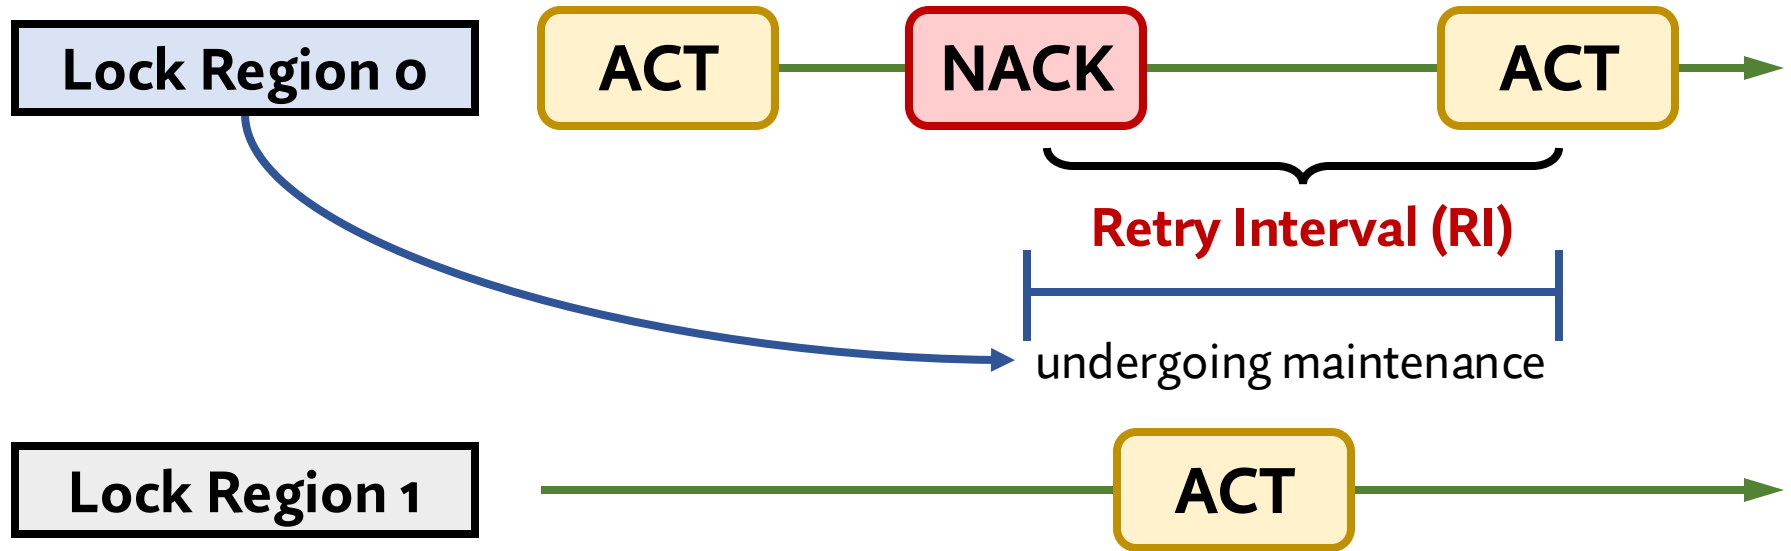 Lock Region 0
ACT
NACK
ACT
Retry Interval (RI)
undergoing maintenance
Lock Region 1
ACT